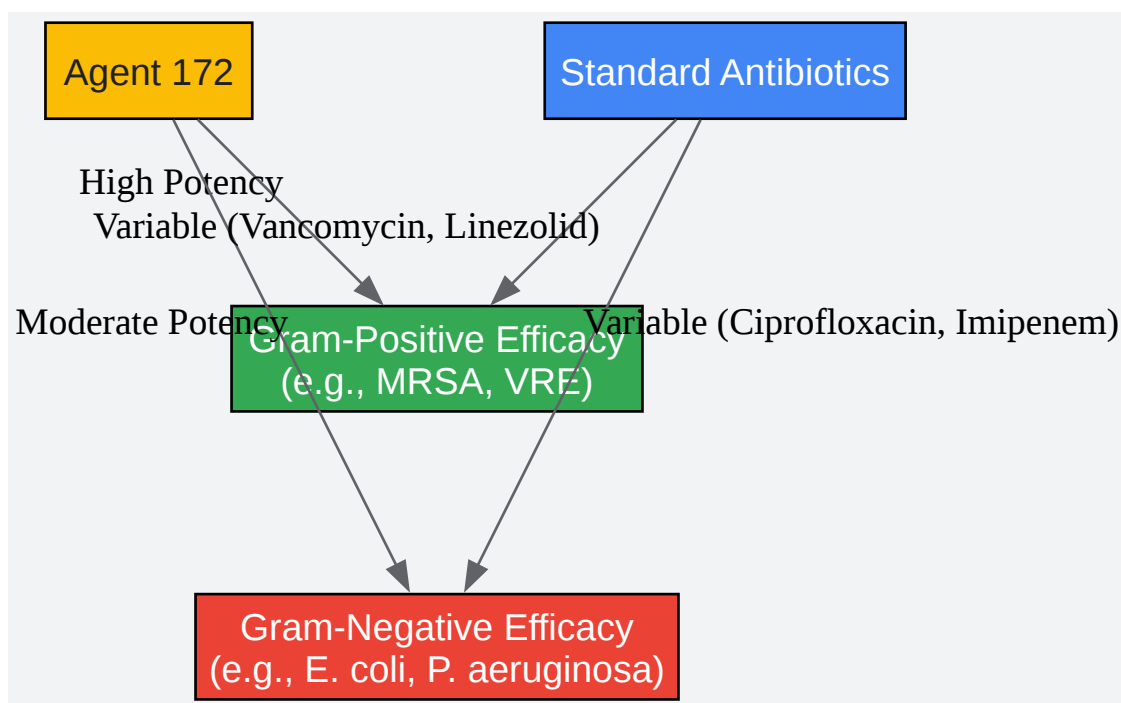 Agent 172
Standard Antibiotics
High Potency
Variable (Vancomycin, Linezolid)
Moderate Potency
Variable (Ciprofloxacin, Imipenem)
Gram-Positive Efficacy
(e.g., MRSA, VRE)
Gram-Negative Efficacy
(e.g., E. coli, P. aeruginosa)